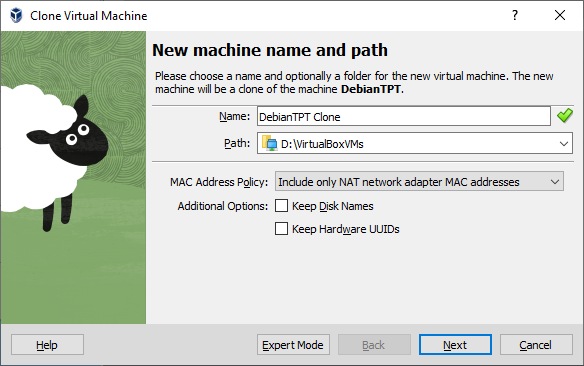 Clone Virtual Machine
New machine name and path
Please choose a name and optionally a folder for the new virtual machine. The new
machine will be a clone of the machine DebianTPT.
Name: DebianTPT Clone
Path: D:\VirtualBoxVMs
MAC Address Policy: Include only NAT network adapter MAC addresses
Additional Options: Keep Disk Names
Keep Hardware UUIDs
Help Expert Mode Back Next Cancel